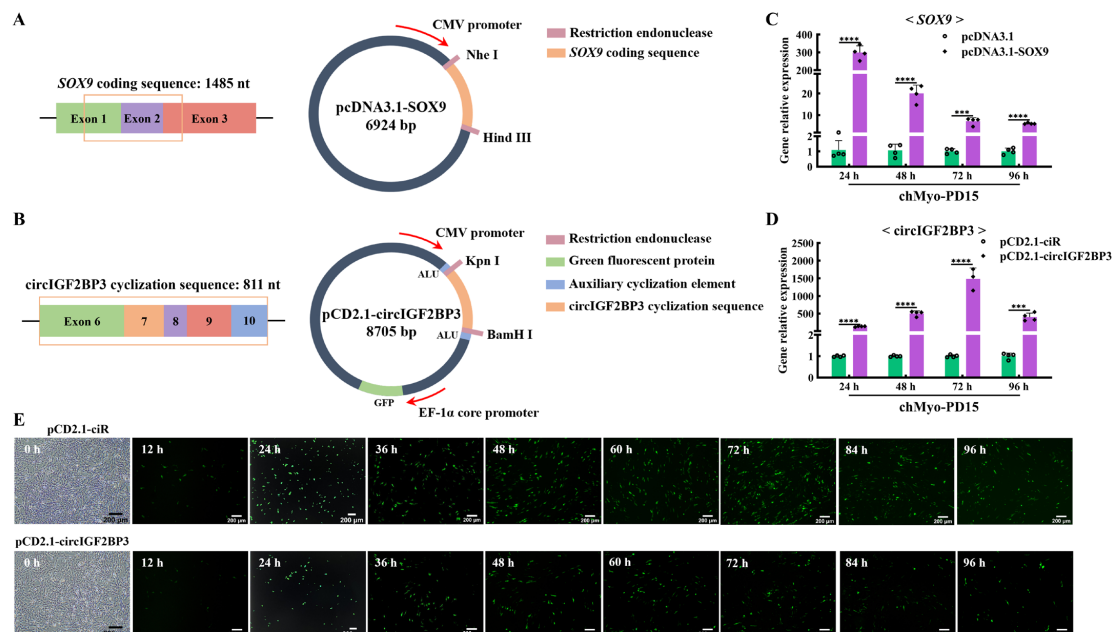 A
SOX9 coding sequence: 1485 nt
Exon 1
Exon 2
Exon 3
CMV promoter
Nhe I
pcDNA3.1-SOX9
6924 bp
Hind III
Restriction endonuclease
SOX9 coding sequence
C
< SOX9 >
pcDNA3.1
pcDNA3.1-SOX9
Gene relative expression
400
300
200
100
20
10
2
1
0
****
****
***
****
24 h
48 h
72 h
96 h
chMyo-PD15
B
circIGF2BP3 cyclization sequence: 811 nt
Exon 6
7
8
9
10
CMV promoter
ALU
Kpn I
pCD2.1-circIGF2BP3
8705 bp
ALU
BamH I
GFP
EF-1α core promoter
Restriction endonuclease
Green fluorescent protein
Auxiliary cyclization element
circIGF2BP3 cyclization sequence
D
< circIGF2BP3 >
pCD2.1-ciR
pCD2.1-circIGF2BP3
Gene relative expression
2500
2000
1500
1000
500
2
1
0
****
****
****
***
24 h
48 h
72 h
96 h
chMyo-PD15
E
pCD2.1-ciR
0 h
12 h
24 h
36 h
48 h
60 h
72 h
84 h
96 h
200 μm
200 μm
200 μm
200 μm
200 μm
200 μm
200 μm
200 μm
200 μm
pCD2.1-circIGF2BP3
0 h
12 h
24 h
36 h
48 h
60 h
72 h
84 h
96 h